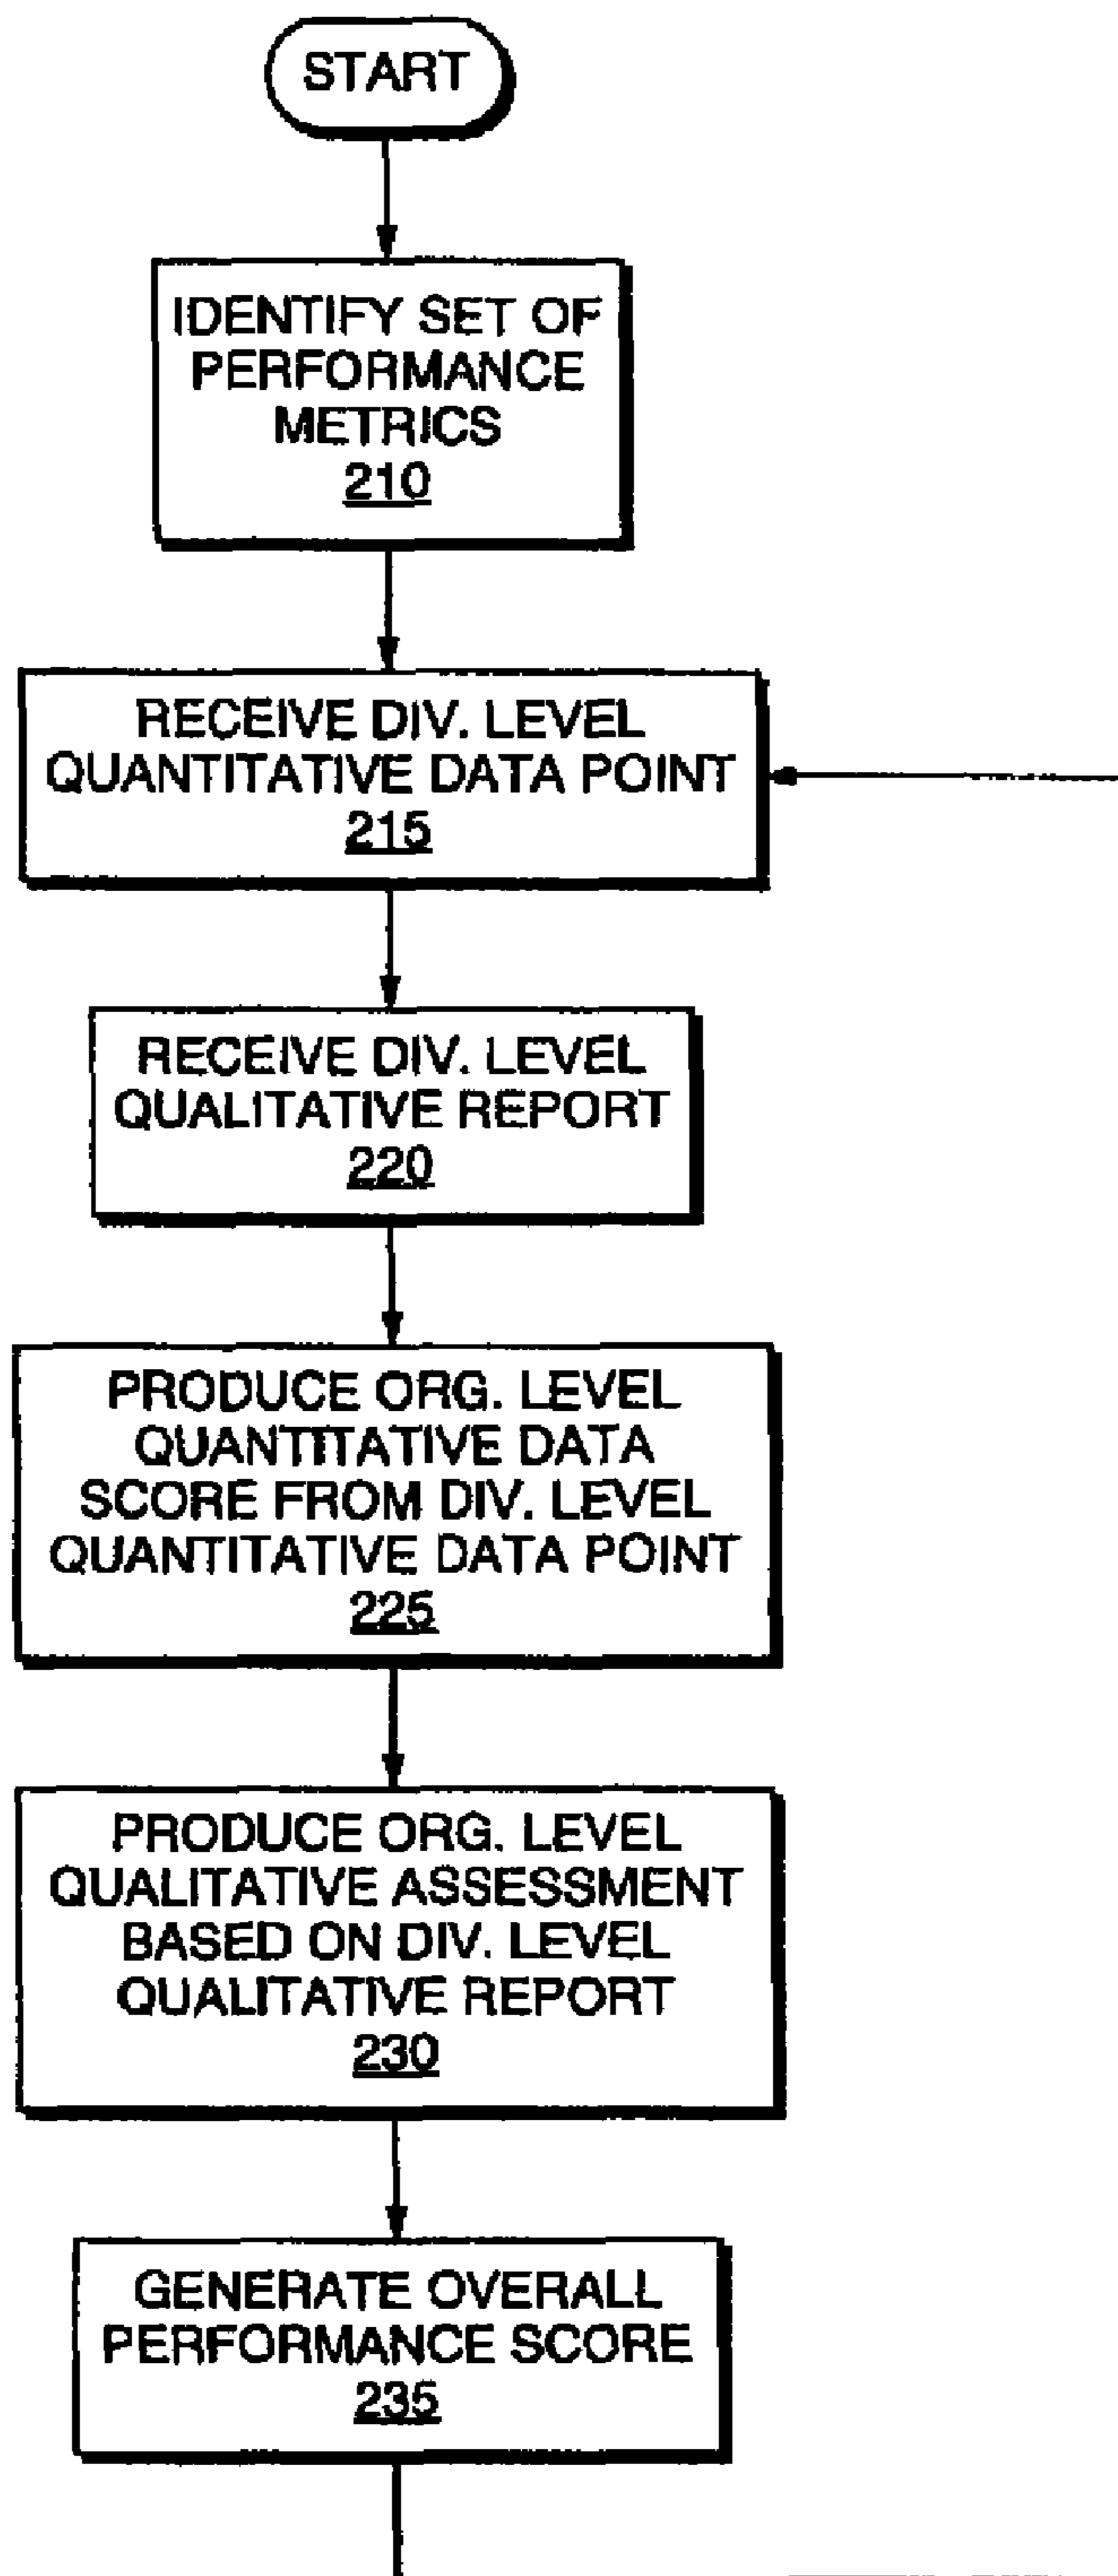 START
IDENTIFY SET OF
PERFORMANCE
METRICS
210
RECEIVE DIV. LEVEL
QUANTITATIVE DATA POINT
215
RECEIVE DIV. LEVEL
QUALITATIVE REPORT
220
PRODUCE ORG. LEVEL
QUANTITATIVE DATA
SCORE FROM DIV. LEVEL
QUANTITATIVE DATA POINT
225
PRODUCE ORG. LEVEL
QUALITATIVE ASSESSMENT
BASED ON DIV. LEVEL
QUALITATIVE REPORT
230
GENERATE OVERALL
PERFORMANCE SCORE
235